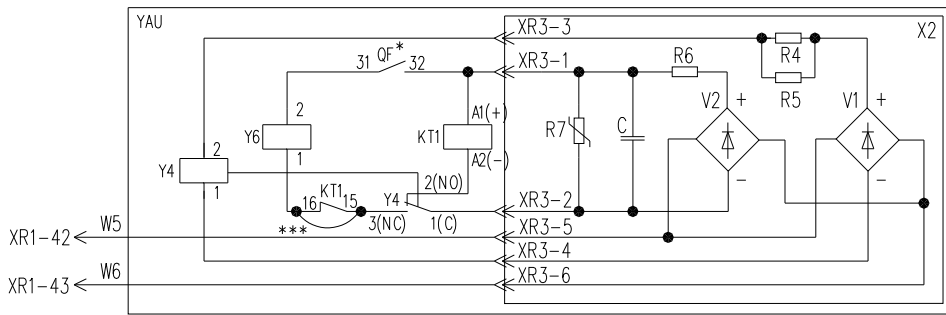 YAU
XR3-3
X2
31
QF*
32
XR3-1
R4
R6
R5
2
A1(+)
V2
+
V1
+
Y6
KT1
R7
C
1
A2(-)
2
Y4
1
2(NO)
-
-
KT1
16
15
Y4
XR3-2
***
3(NC)
1(C)
W5
XR3-5
XR1-42
XR3-4
W6
XR3-6
XR1-43